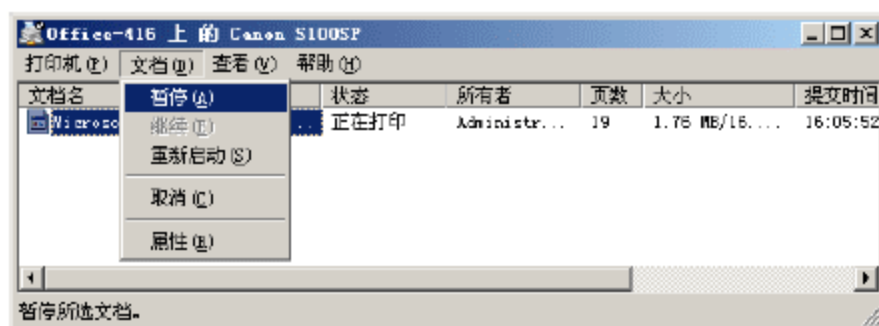 Office-416 上 的 Canon S100SP
打印机(P) 文档(D) 查看(V) 帮助(H)
文档名 状态 所有者 页数 大小 提交时间
暂停(A)
Microso ... 正在打印 Administr... 19 1.76 MB/16.... 16:05:52
继续(E)
重新启动(S)
取消(C)
属性(R)
暂停所选文档。